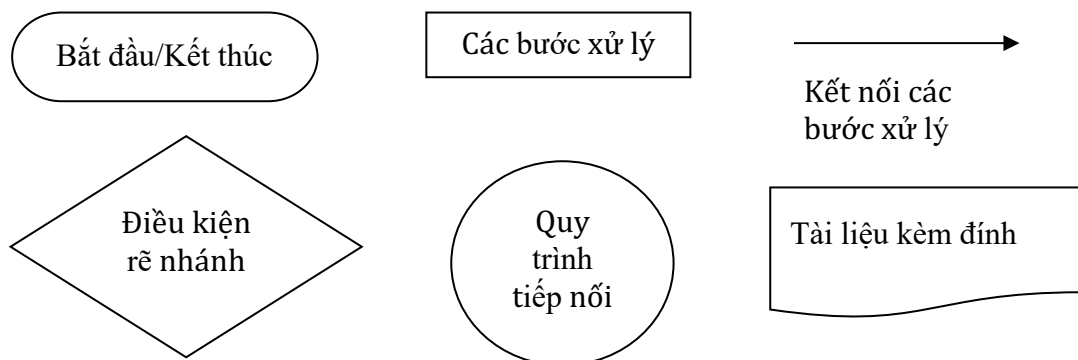 Bắt đầu/Kết thúc
Các bước xử lý
Kết nối các
bước xử lý
Điều kiện
rẽ nhánh
Quy
trình
tiếp nối
Tài liệu kèm đính